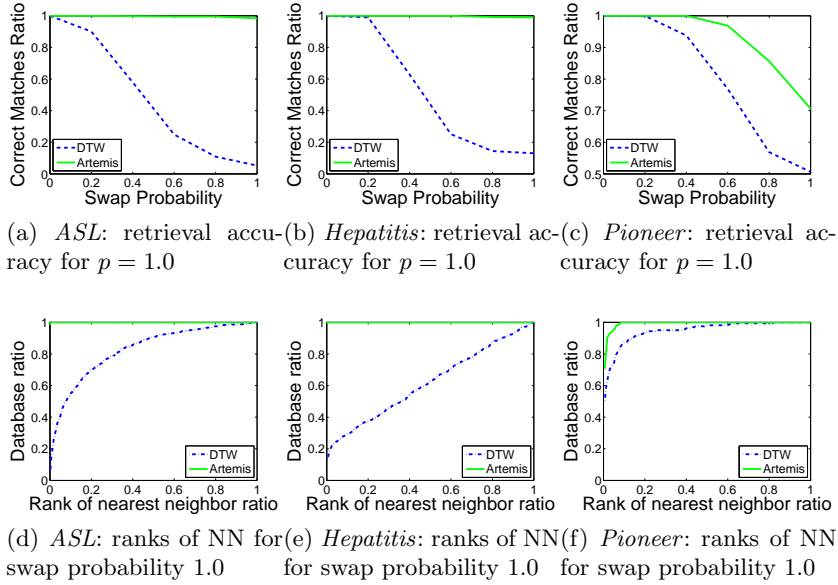 Correct Matches Ratio
1
0.8
0.6
0.4
0.2
0
DTW
Artemis
0 0.2 0.4 0.6 0.8 1
Swap Probability
(a) ASL: retrieval accu-
racy for p = 1.0
Correct Matches Ratio
1
0.8
0.6
0.4
0.2
0
DTW
Artemis
0 0.2 0.4 0.6 0.8 1
Swap Probability
(b) Hepatitis: retrieval ac-
curacy for p = 1.0
Correct Matches Ratio
1
0.9
0.8
0.7
0.6
0.5
DTW
Artemis
0 0.2 0.4 0.6 0.8 1
Swap Probability
(c) Pioneer: retrieval ac-
curacy for p = 1.0
Database ratio
1
0.8
0.6
0.4
0.2
0
DTW
Artemis
0 0.2 0.4 0.6 0.8 1
Rank of nearest neighbor ratio
(d) ASL: ranks of NN for
swap probability 1.0
Database ratio
1
0.8
0.6
0.4
0.2
0
DTW
Artemis
0 0.2 0.4 0.6 0.8 1
Rank of nearest neighbor ratio
(e) Hepatitis: ranks of NN
for swap probability 1.0
Database ratio
1
0.8
0.6
0.4
0.2
0
DTW
Artemis
0 0.2 0.4 0.6 0.8 1
Rank of nearest neighbor ratio
(f) Pioneer: ranks of NN
for swap probability 1.0